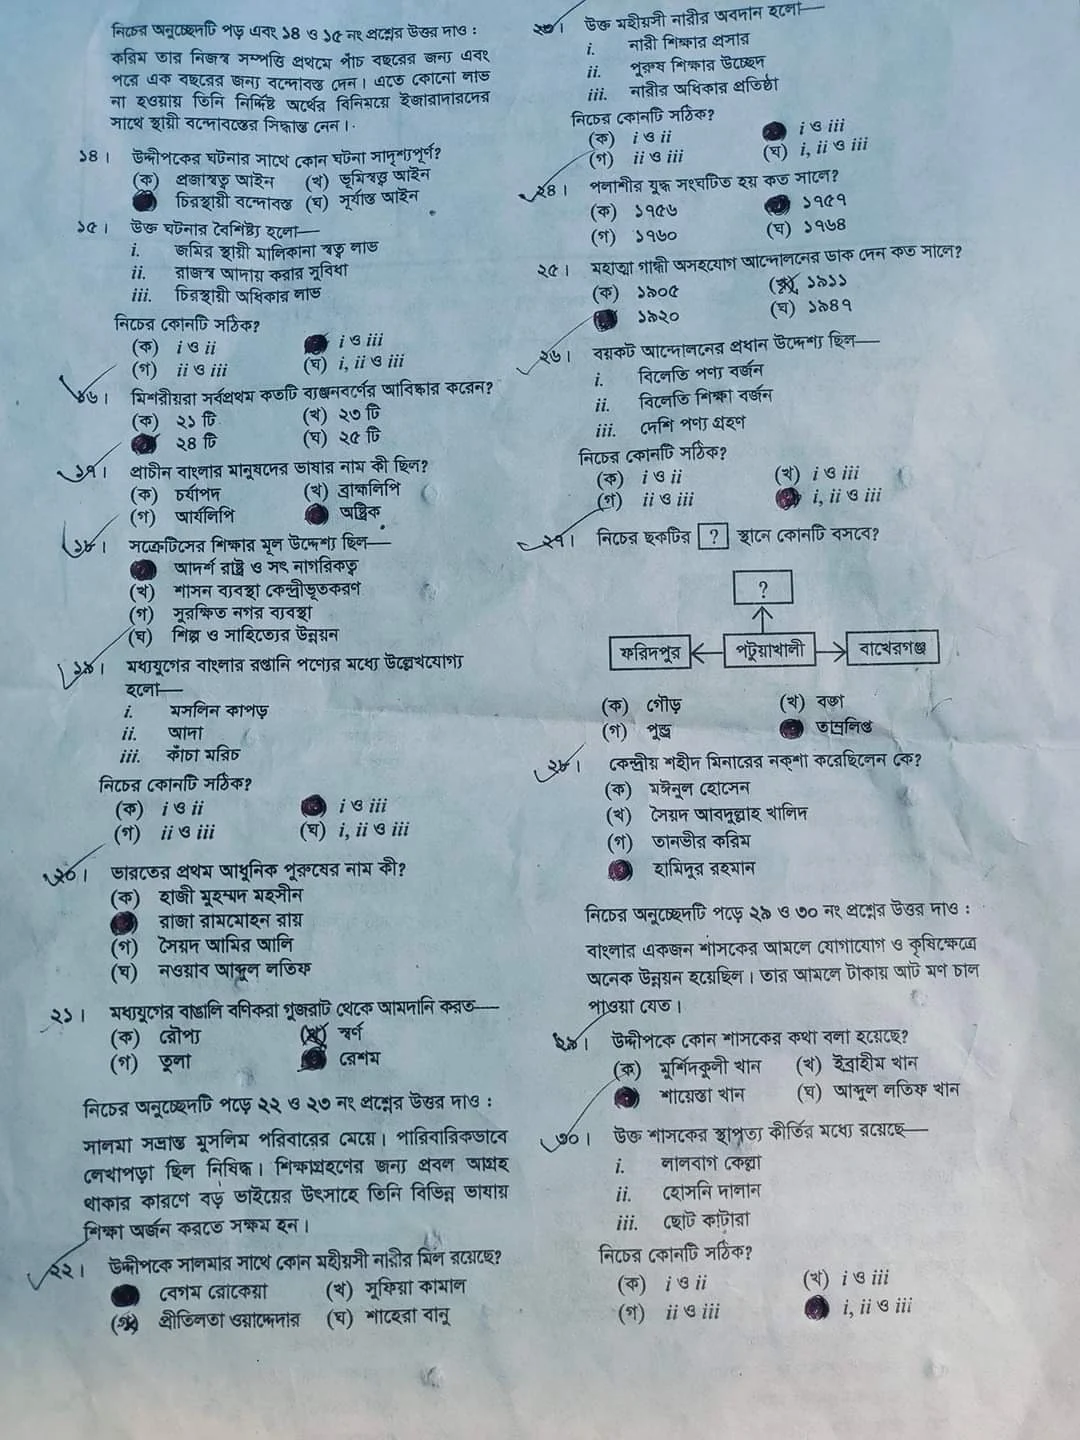 নিচের অনুচ্ছেদটি পড় এবং ১৪ ও ১৫ নং প্রশ্নের উত্তর দাও :
করিম তার নিজস্ব সম্পত্তি প্রথমে পাঁচ বছরের জন্য এবং
পরে এক বছরের জন্য বন্দোবস্ত দেন। এতে কোনো লাভ
না হওয়ায় তিনি নির্দিষ্ট অর্থের বিনিময়ে ইজারাদারদের
সাথে স্থায়ী বন্দোবস্তের সিদ্ধান্ত নেন।
১৪। উদ্দীপকের ঘটনার সাথে কোন ঘটনা সাদৃশ্যপূর্ণ?
(ক) প্রজাস্বত্ব আইন (খ) ভূমিস্বত্ব আইন
চিরস্থায়ী বন্দোবস্ত (ঘ) সূর্যাস্ত আইন
১৫। উক্ত ঘটনার বৈশিষ্ট্য হলো—
i. জমির স্থায়ী মালিকানা স্বত্ব লাভ
ii. রাজস্ব আদায় করার সুবিধা
iii. চিরস্থায়ী অধিকার লাভ
নিচের কোনটি সঠিক?
(ক) i ও ii i ও iii
(গ) ii ও iii (ঘ) i, ii ও iii
১৬। মিশরীয়রা সর্বপ্রথম কতটি ব্যঞ্জনবর্ণের আবিষ্কার করেন?
(ক) ২১ টি (খ) ২৩ টি
২৪ টি (ঘ) ২৫ টি
১৭। প্রাচীন বাংলার মানুষদের ভাষার নাম কী ছিল?
(ক) চর্যাপদ (খ) ব্রাহ্মলিপি
(গ) আর্যলিপি অস্ট্রিক
১৮। সক্রেটিসের শিক্ষার মূল উদ্দেশ্য ছিল—
আদর্শ রাষ্ট্র ও সৎ নাগরিকত্ব
(খ) শাসন ব্যবস্থা কেন্দ্রীভূতকরণ
(গ) সুরক্ষিত নগর ব্যবস্থা
(ঘ) শিল্প ও সাহিত্যের উন্নয়ন
১৯। মধ্যযুগের বাংলার রপ্তানি পণ্যের মধ্যে উল্লেখযোগ্য
হলো—
i. মসলিন কাপড়
ii. আদা
iii. কাঁচা মরিচ
নিচের কোনটি সঠিক?
(ক) i ও ii i ও iii
(গ) ii ও iii (ঘ) i, ii ও iii
২০। ভারতের প্রথম আধুনিক পুরুষের নাম কী?
(ক) হাজী মুহম্মদ মহসীন
রাজা রামমোহন রায়
(গ) সৈয়দ আমির আলি
(ঘ) নওয়াব আব্দুল লতিফ
২১। মধ্যযুগের বাঙালি বণিকরা গুজরাট থেকে আমদানি করত—
(ক) রৌপ্য (খ) স্বর্ণ
(গ) তুলা রেশম
নিচের অনুচ্ছেদটি পড়ে ২২ ও ২৩ নং প্রশ্নের উত্তর দাও :
সালমা সম্ভ্রান্ত মুসলিম পরিবারের মেয়ে। পারিবারিকভাবে
লেখাপড়া ছিল নিষিদ্ধ। শিক্ষাগ্রহণের জন্য প্রবল আগ্রহ
থাকার কারণে বড় ভাইয়ের উৎসাহে তিনি বিভিন্ন ভাষায়
শিক্ষা অর্জন করতে সক্ষম হন।
২২। উদ্দীপকে সালমার সাথে কোন মহীয়সী নারীর মিল রয়েছে?
বেগম রোকেয়া (খ) সুফিয়া কামাল
(গ) প্রীতিলতা ওয়াদ্দেদার (ঘ) শাহেরা বানু
২৩। উক্ত মহীয়সী নারীর অবদান হলো—
i. নারী শিক্ষার প্রসার
ii. পুরুষ শিক্ষার উচ্ছেদ
iii. নারীর অধিকার প্রতিষ্ঠা
নিচের কোনটি সঠিক?
(ক) i ও ii i ও iii
(গ) ii ও iii (ঘ) i, ii ও iii
২৪। পলাশীর যুদ্ধ সংঘটিত হয় কত সালে?
(ক) ১৭৫৬ ১৭৫৭
(গ) ১৭৬০ (ঘ) ১৭৬৪
২৫। মহাত্মা গান্ধী অসহযোগ আন্দোলনের ডাক দেন কত সালে?
(ক) ১৯০৫ (খ) ১৯১১
১৯২০ (ঘ) ১৯৪৭
২৬। বয়কট আন্দোলনের প্রধান উদ্দেশ্য ছিল—
i. বিলেতি পণ্য বর্জন
ii. বিলেতি শিক্ষা বর্জন
iii. দেশি পণ্য গ্রহণ
নিচের কোনটি সঠিক?
(ক) i ও ii (খ) i ও iii
(গ) ii ও iii i, ii ও iii
২৭। নিচের ছকটির ? স্থানে কোনটি বসবে?
?
ফরিদপুর পটুয়াখালী বাখেরগঞ্জ
(ক) গৌড় (খ) বঙ্গ
(গ) পুণ্ড্র তাম্রলিপ্ত
২৮। কেন্দ্রীয় শহীদ মিনারের নক্‌শা করেছিলেন কে?
(ক) মঈনুল হোসেন
(খ) সৈয়দ আবদুল্লাহ খালিদ
(গ) তানভীর করিম
হামিদুর রহমান
নিচের অনুচ্ছেদটি পড়ে ২৯ ও ৩০ নং প্রশ্নের উত্তর দাও :
বাংলার একজন শাসকের আমলে যোগাযোগ ও কৃষিক্ষেত্রে
অনেক উন্নয়ন হয়েছিল। তার আমলে টাকায় আট মণ চাল
পাওয়া যেত।
২৯। উদ্দীপকে কোন শাসকের কথা বলা হয়েছে?
(ক) মুর্শিদকুলী খান (খ) ইব্রাহীম খান
শায়েস্তা খান (ঘ) আব্দুল লতিফ খান
৩০। উক্ত শাসকের স্থাপত্য কীর্তির মধ্যে রয়েছে—
i. লালবাগ কেল্লা
ii. হোসনি দালান
iii. ছোট কাটারা
নিচের কোনটি সঠিক?
(ক) i ও ii (খ) i ও iii
(গ) ii ও iii i, ii ও iii